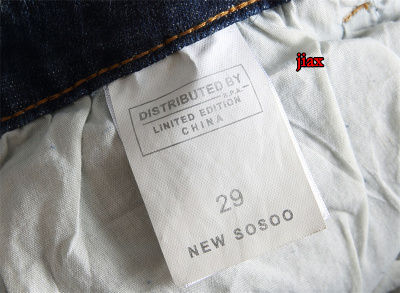 jiax
DISTRIBUTED BY
S.P.A.
LIMITED EDITION
CHINA
29
NEW SOSOO